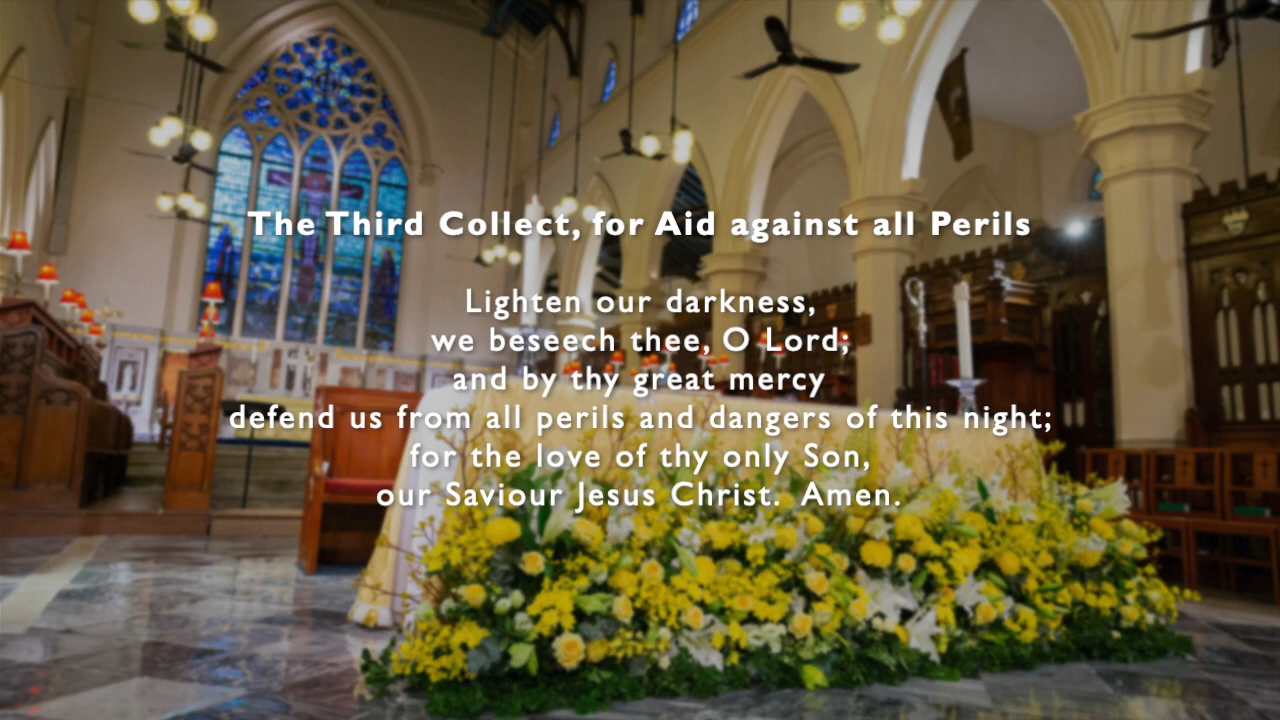 The Third Collect, for Aid against all Perils
Lighten our darkness,
we beseech thee, O Lord;
and by thy great mercy
defend us from all perils and dangers of this night;
for the love of thy only Son,
our Saviour Jesus Christ.  Amen.